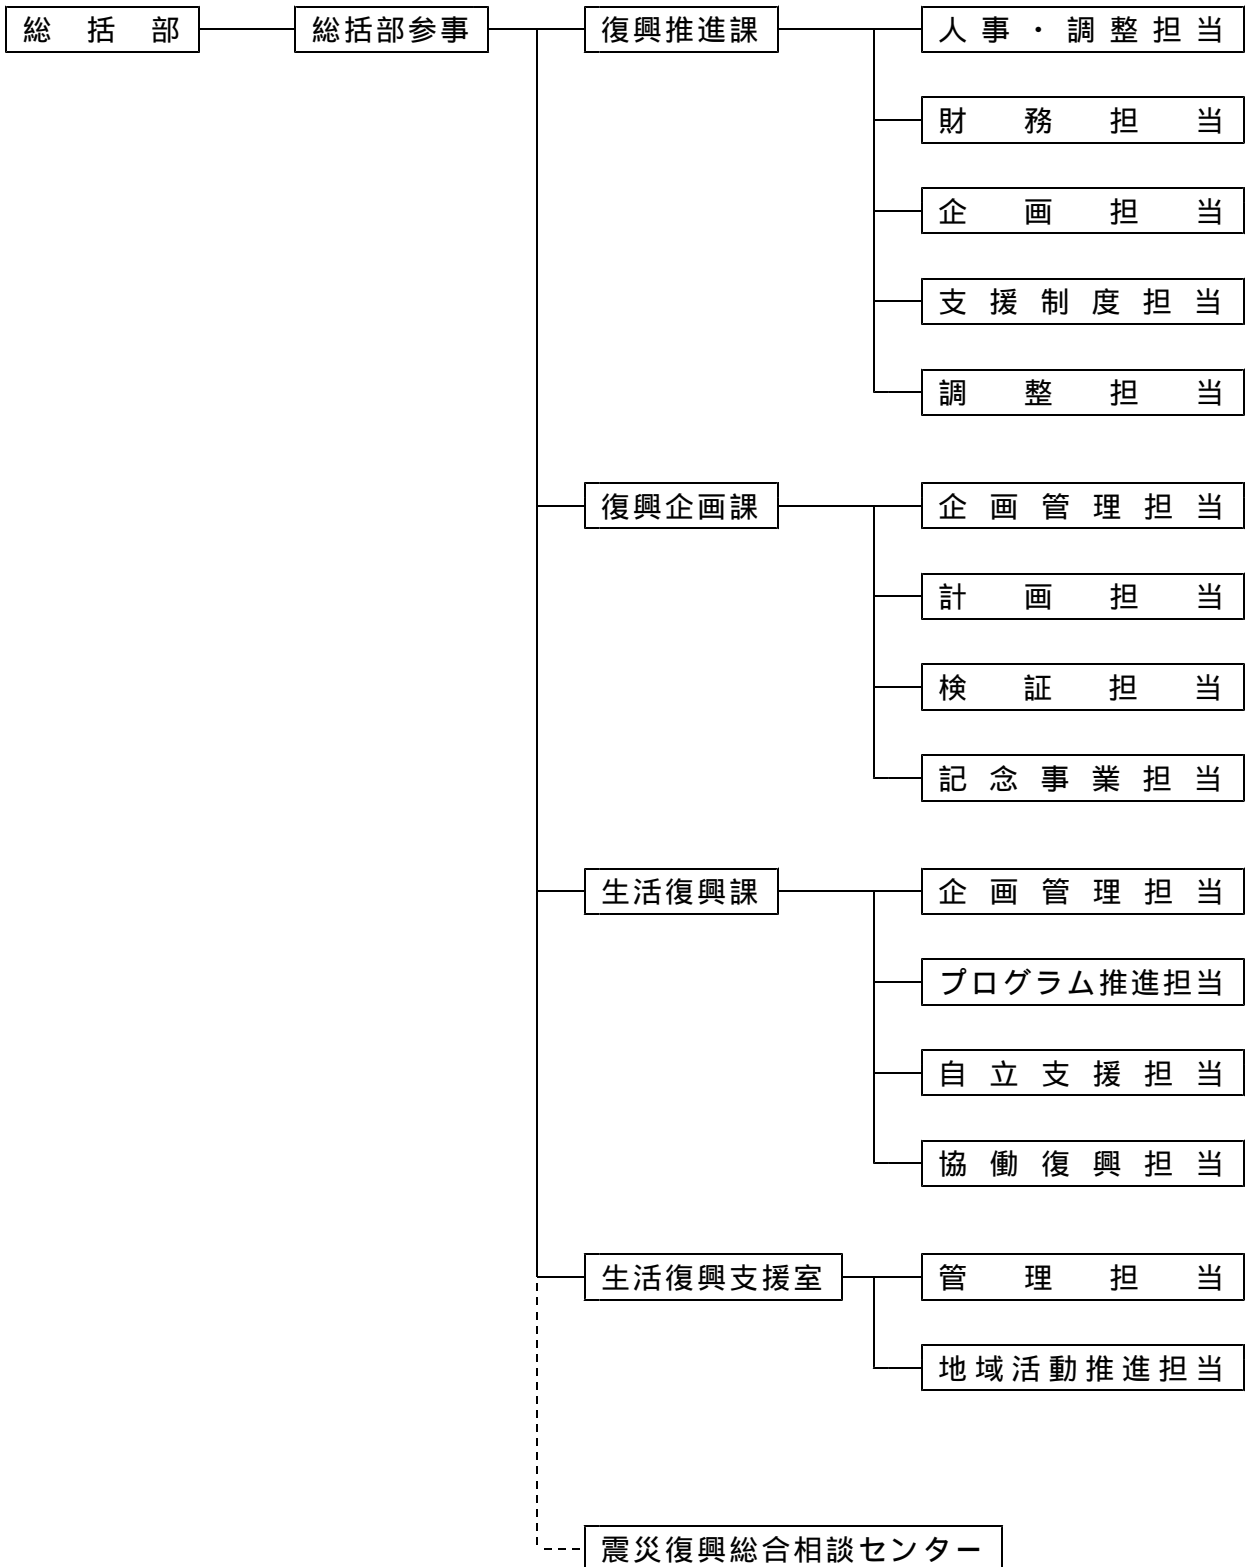 総括部 総括部参事 復興推進課 人事・調整担当
財務担当
企画担当
支援制度担当
調整担当
復興企画課 企画管理担当
計画担当
検証担当
記念事業担当
生活復興課 企画管理担当
プログラム推進担当
自立支援担当
協働復興担当
生活復興支援室 管理担当
地域活動推進担当
震災復興総合相談センター